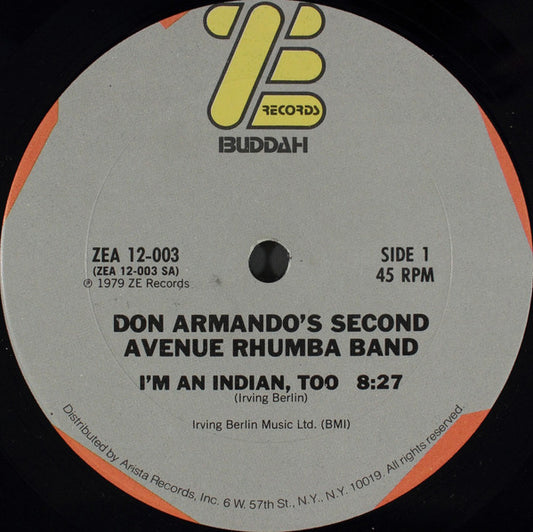 ZE
RECORDS
BUDDAH
ZEA 12-003
(ZEA 12-003 SA)
℗ 1979 ZE Records
SIDE 1
45 RPM
DON ARMANDO'S SECOND
AVENUE RHUMBA BAND
I'M AN INDIAN, TOO 8:27
(Irving Berlin)
Irving Berlin Music Ltd. (BMI)
Distributed by Arista Records, Inc. 6 W. 57th St., N.Y., N.Y. 10019. All rights reserved.